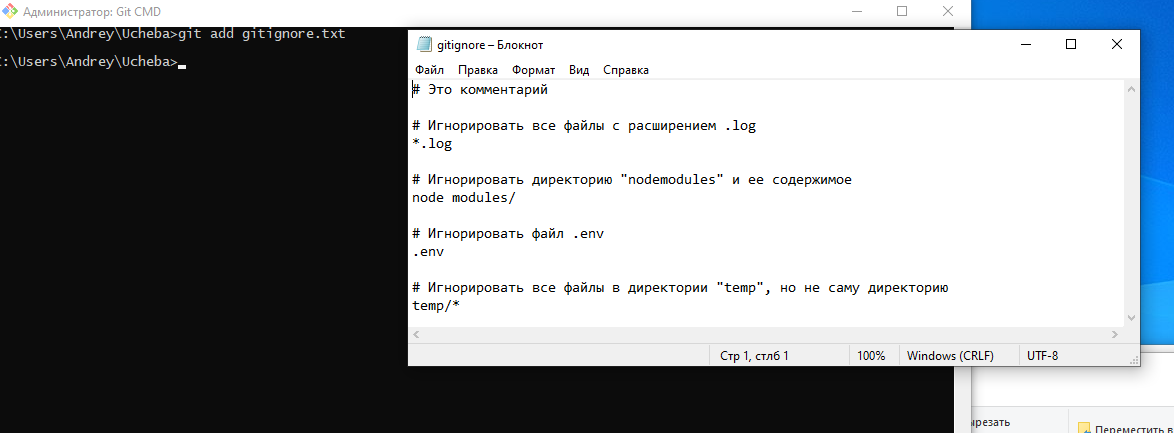 Администратор: Git CMD
C:\Users\Andrey\Ucheba>git add gitignore.txt
C:\Users\Andrey\Ucheba>
gitignore – Блокнот
Файл Правка Формат Вид Справка
# Это комментарий
# Игнорировать все файлы с расширением .log
*.log
# Игнорировать директорию "nodemodules" и ее содержимое
node modules/
# Игнорировать файл .env
.env
# Игнорировать все файлы в директории "temp", но не саму директорию
temp/*
Стр 1, стлб 1 100% Windows (CRLF) UTF-8
ырезать
Переместить в